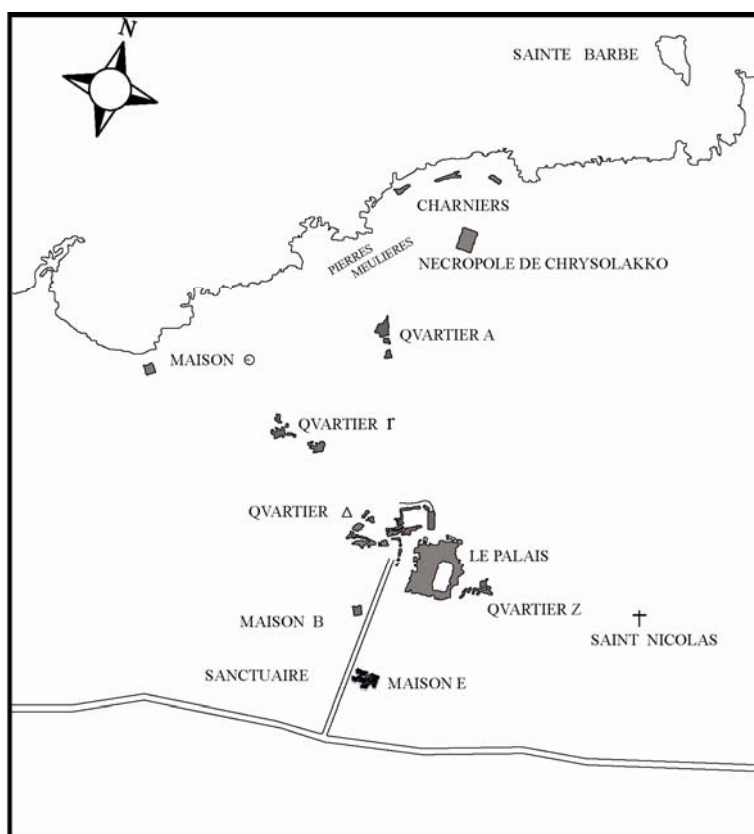 N
SAINTE BARBE
CHARNIERS
PIERRES
MEULIERES
NECROPOLE DE CHRYSOLAKKO
QVARTIER A
MAISON Θ
QVARTIER Γ
QVARTIER Δ
LE PALAIS
QVARTIER Z
MAISON B
SAINT NICOLAS
SANCTUAIRE
MAISON E